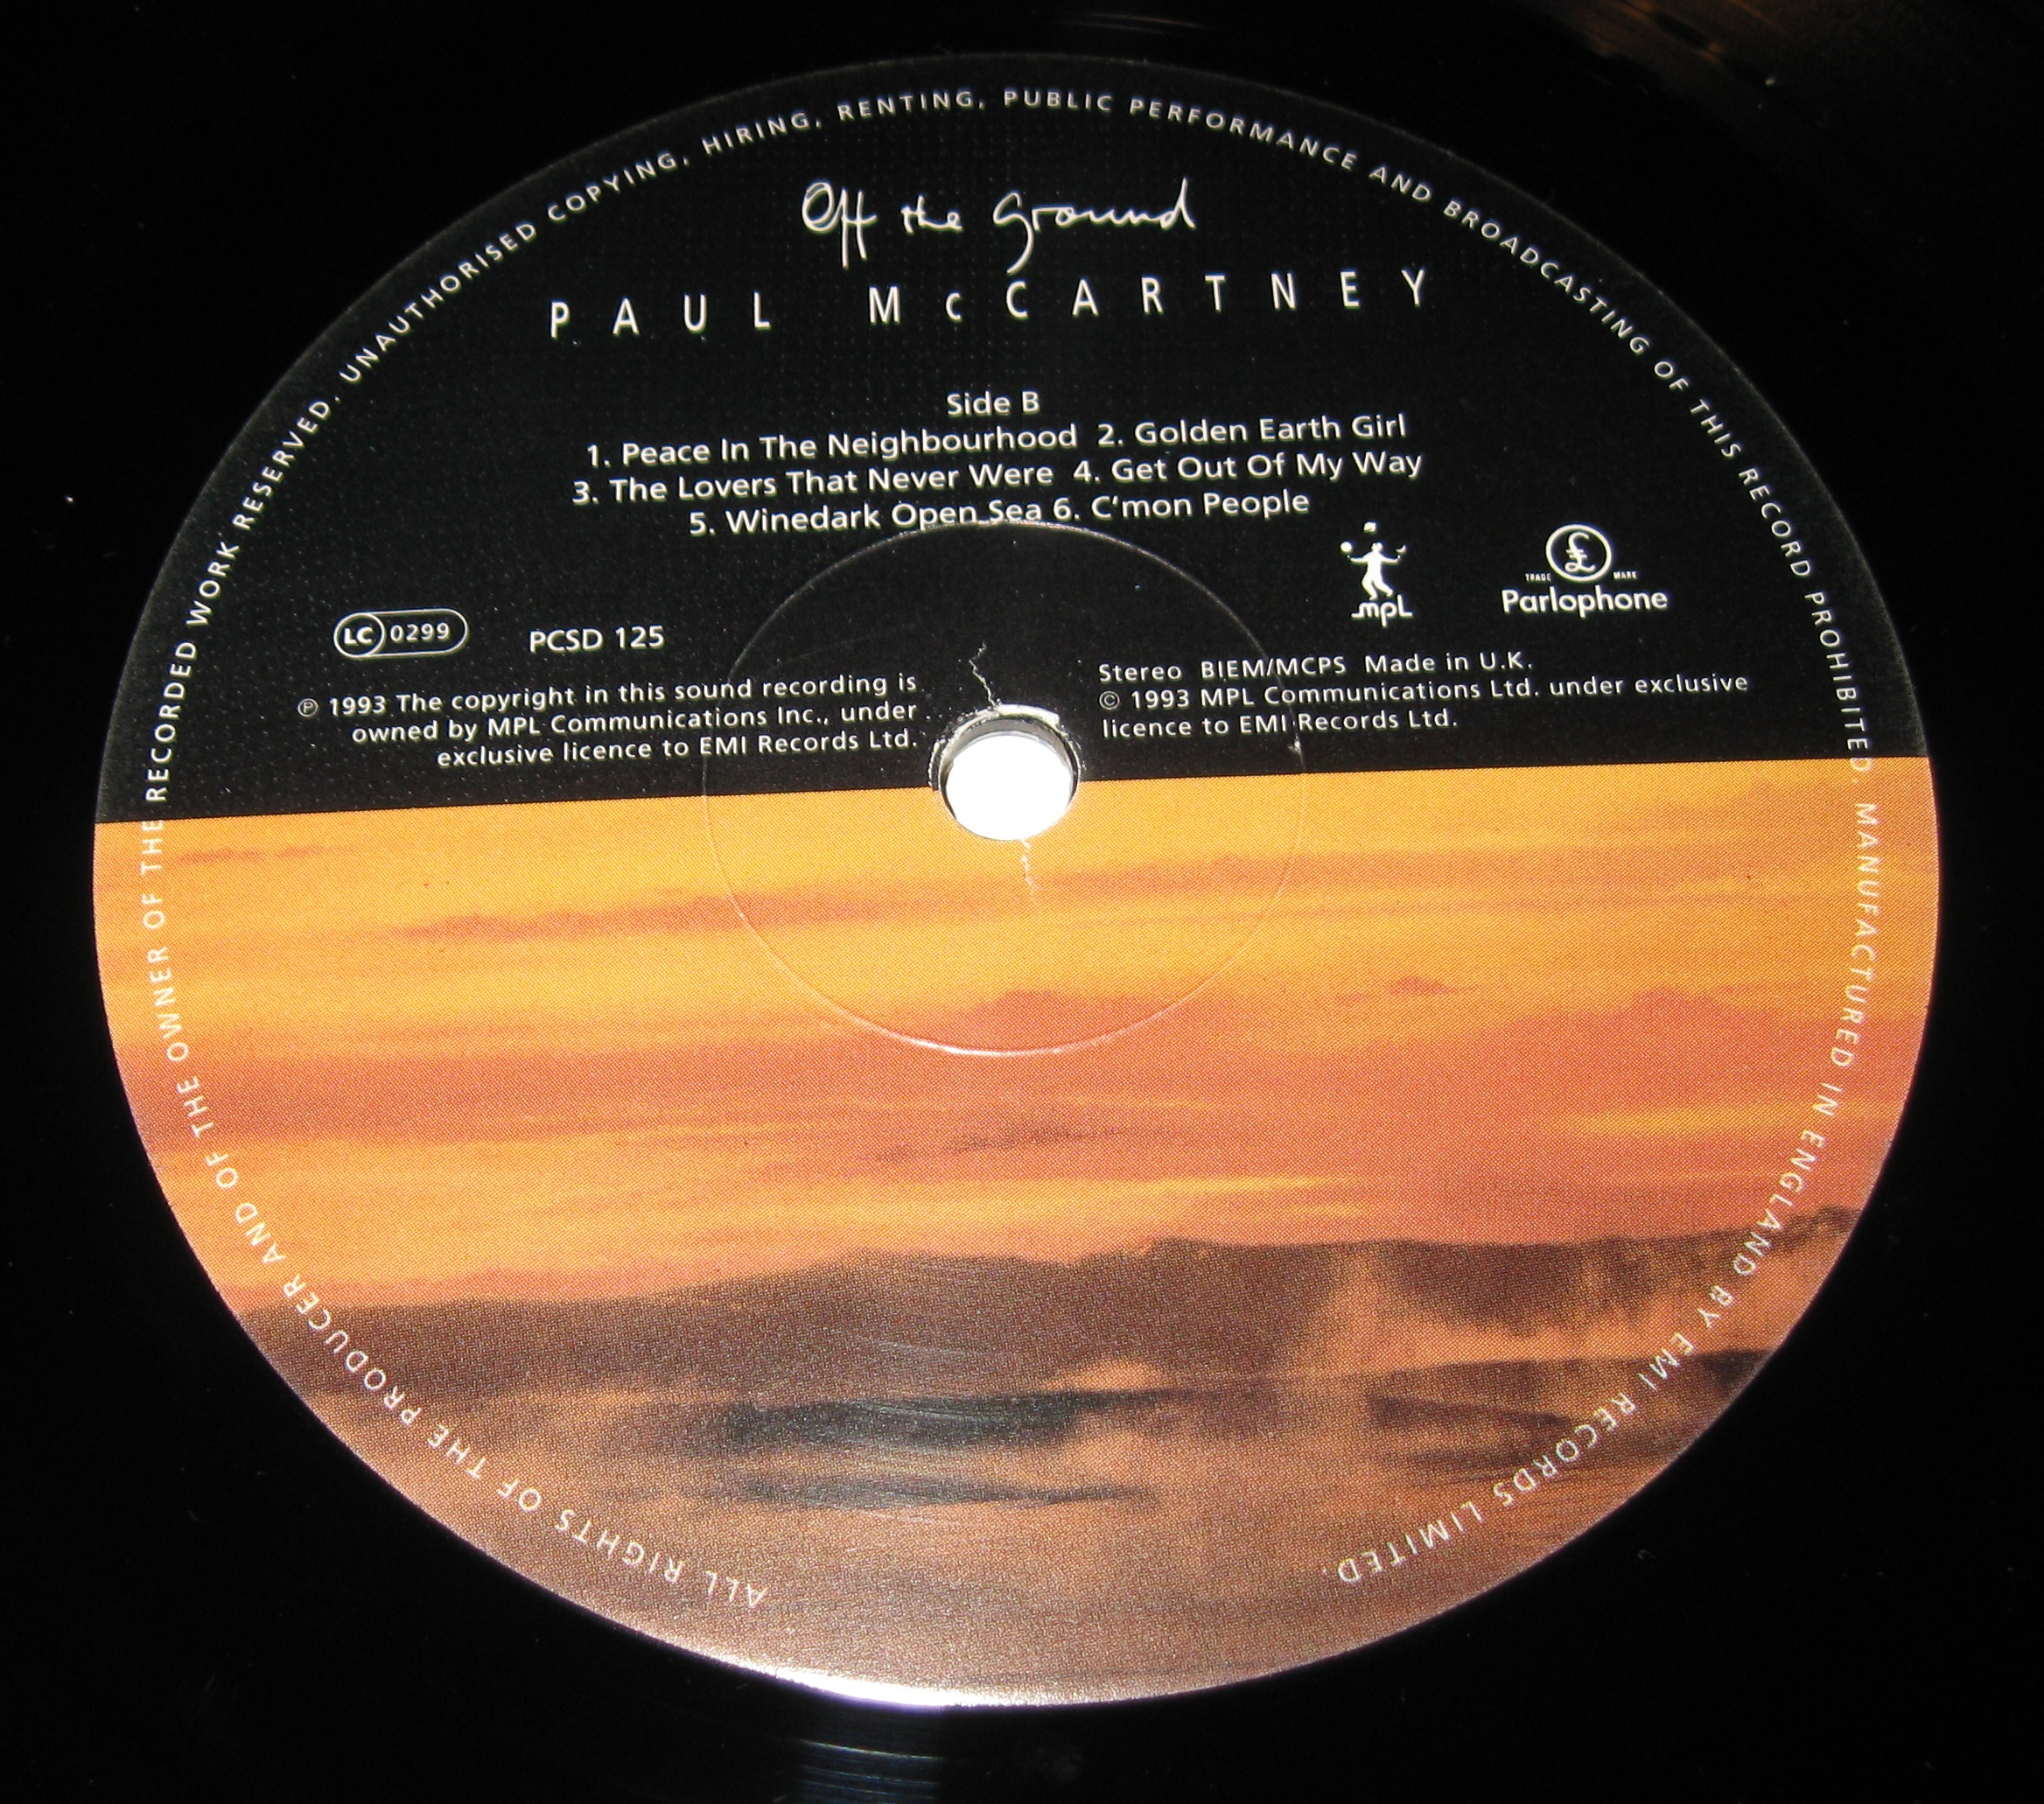 Off the Ground
PAUL McCARTNEY
Side B
1. Peace In The Neighbourhood 2. Golden Earth Girl
3. The Lovers That Never Were 4. Get Out Of My Way
5. Winedark Open Sea 6. C'mon People
mpL
£
TRADE MARK
Parlophone
LC 0299
PCSD 125
℗ 1993 The copyright in this sound recording is
owned by MPL Communications Inc., under
exclusive licence to EMI Records Ltd.
Stereo BIEM/MCPS Made in U.K.
© 1993 MPL Communications Ltd. under exclusive
licence to EMI Records Ltd.
ALL RIGHTS OF THE PRODUCER AND OF THE OWNER OF THE RECORDED WORK RESERVED. UNAUTHORISED COPYING, HIRING, RENTING, PUBLIC PERFORMANCE AND BROADCASTING OF THIS RECORD PROHIBITED. MANUFACTURED IN ENGLAND BY EMI RECORDS LIMITED.